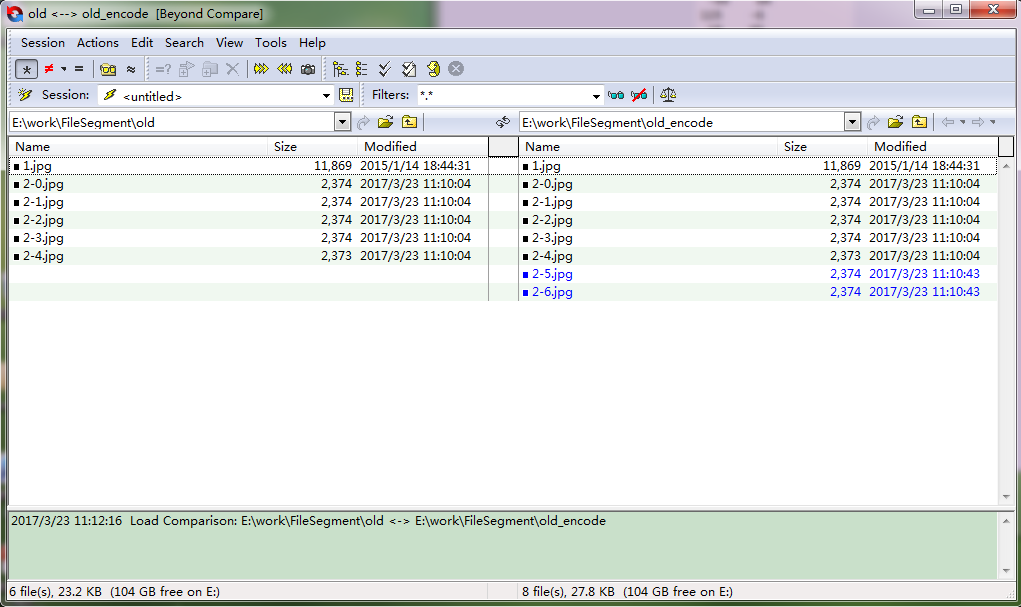 old <--> old_encode  [Beyond Compare]
Session Actions Edit Search View Tools Help
Session: <untitled> Filters: *.*
E:\work\FileSegment\old E:\work\FileSegment\old_encode
Name Size Modified Name Size Modified
1.jpg 11,869 2015/1/14 18:44:31 1.jpg 11,869 2015/1/14 18:44:31
2-0.jpg 2,374 2017/3/23 11:10:04 2-0.jpg 2,374 2017/3/23 11:10:04
2-1.jpg 2,374 2017/3/23 11:10:04 2-1.jpg 2,374 2017/3/23 11:10:04
2-2.jpg 2,374 2017/3/23 11:10:04 2-2.jpg 2,374 2017/3/23 11:10:04
2-3.jpg 2,374 2017/3/23 11:10:04 2-3.jpg 2,374 2017/3/23 11:10:04
2-4.jpg 2,373 2017/3/23 11:10:04 2-4.jpg 2,373 2017/3/23 11:10:04
2-5.jpg 2,374 2017/3/23 11:10:43
2-6.jpg 2,374 2017/3/23 11:10:43
2017/3/23 11:12:16  Load Comparison: E:\work\FileSegment\old <-> E:\work\FileSegment\old_encode
6 file(s), 23.2 KB  (104 GB free on E:) 8 file(s), 27.8 KB  (104 GB free on E:)